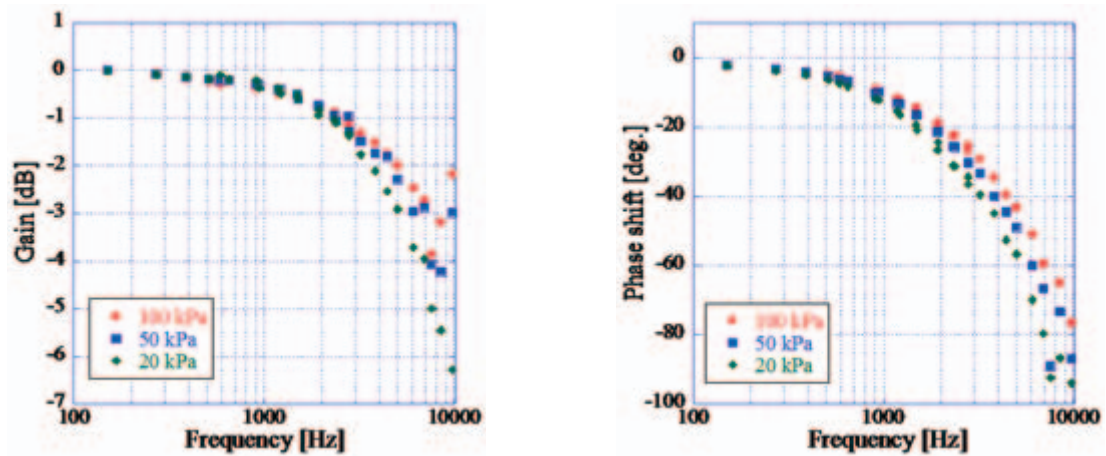 1
0
-1
-2
-3
-4
-5
-6
-7
Gain [dB]
100 kPa
50 kPa
20 kPa
100
1000
10000
Frequency [Hz]
0
-20
-40
-60
-80
-100
Phase shift [deg.]
100 kPa
50 kPa
20 kPa
100
1000
10000
Frequency [Hz]